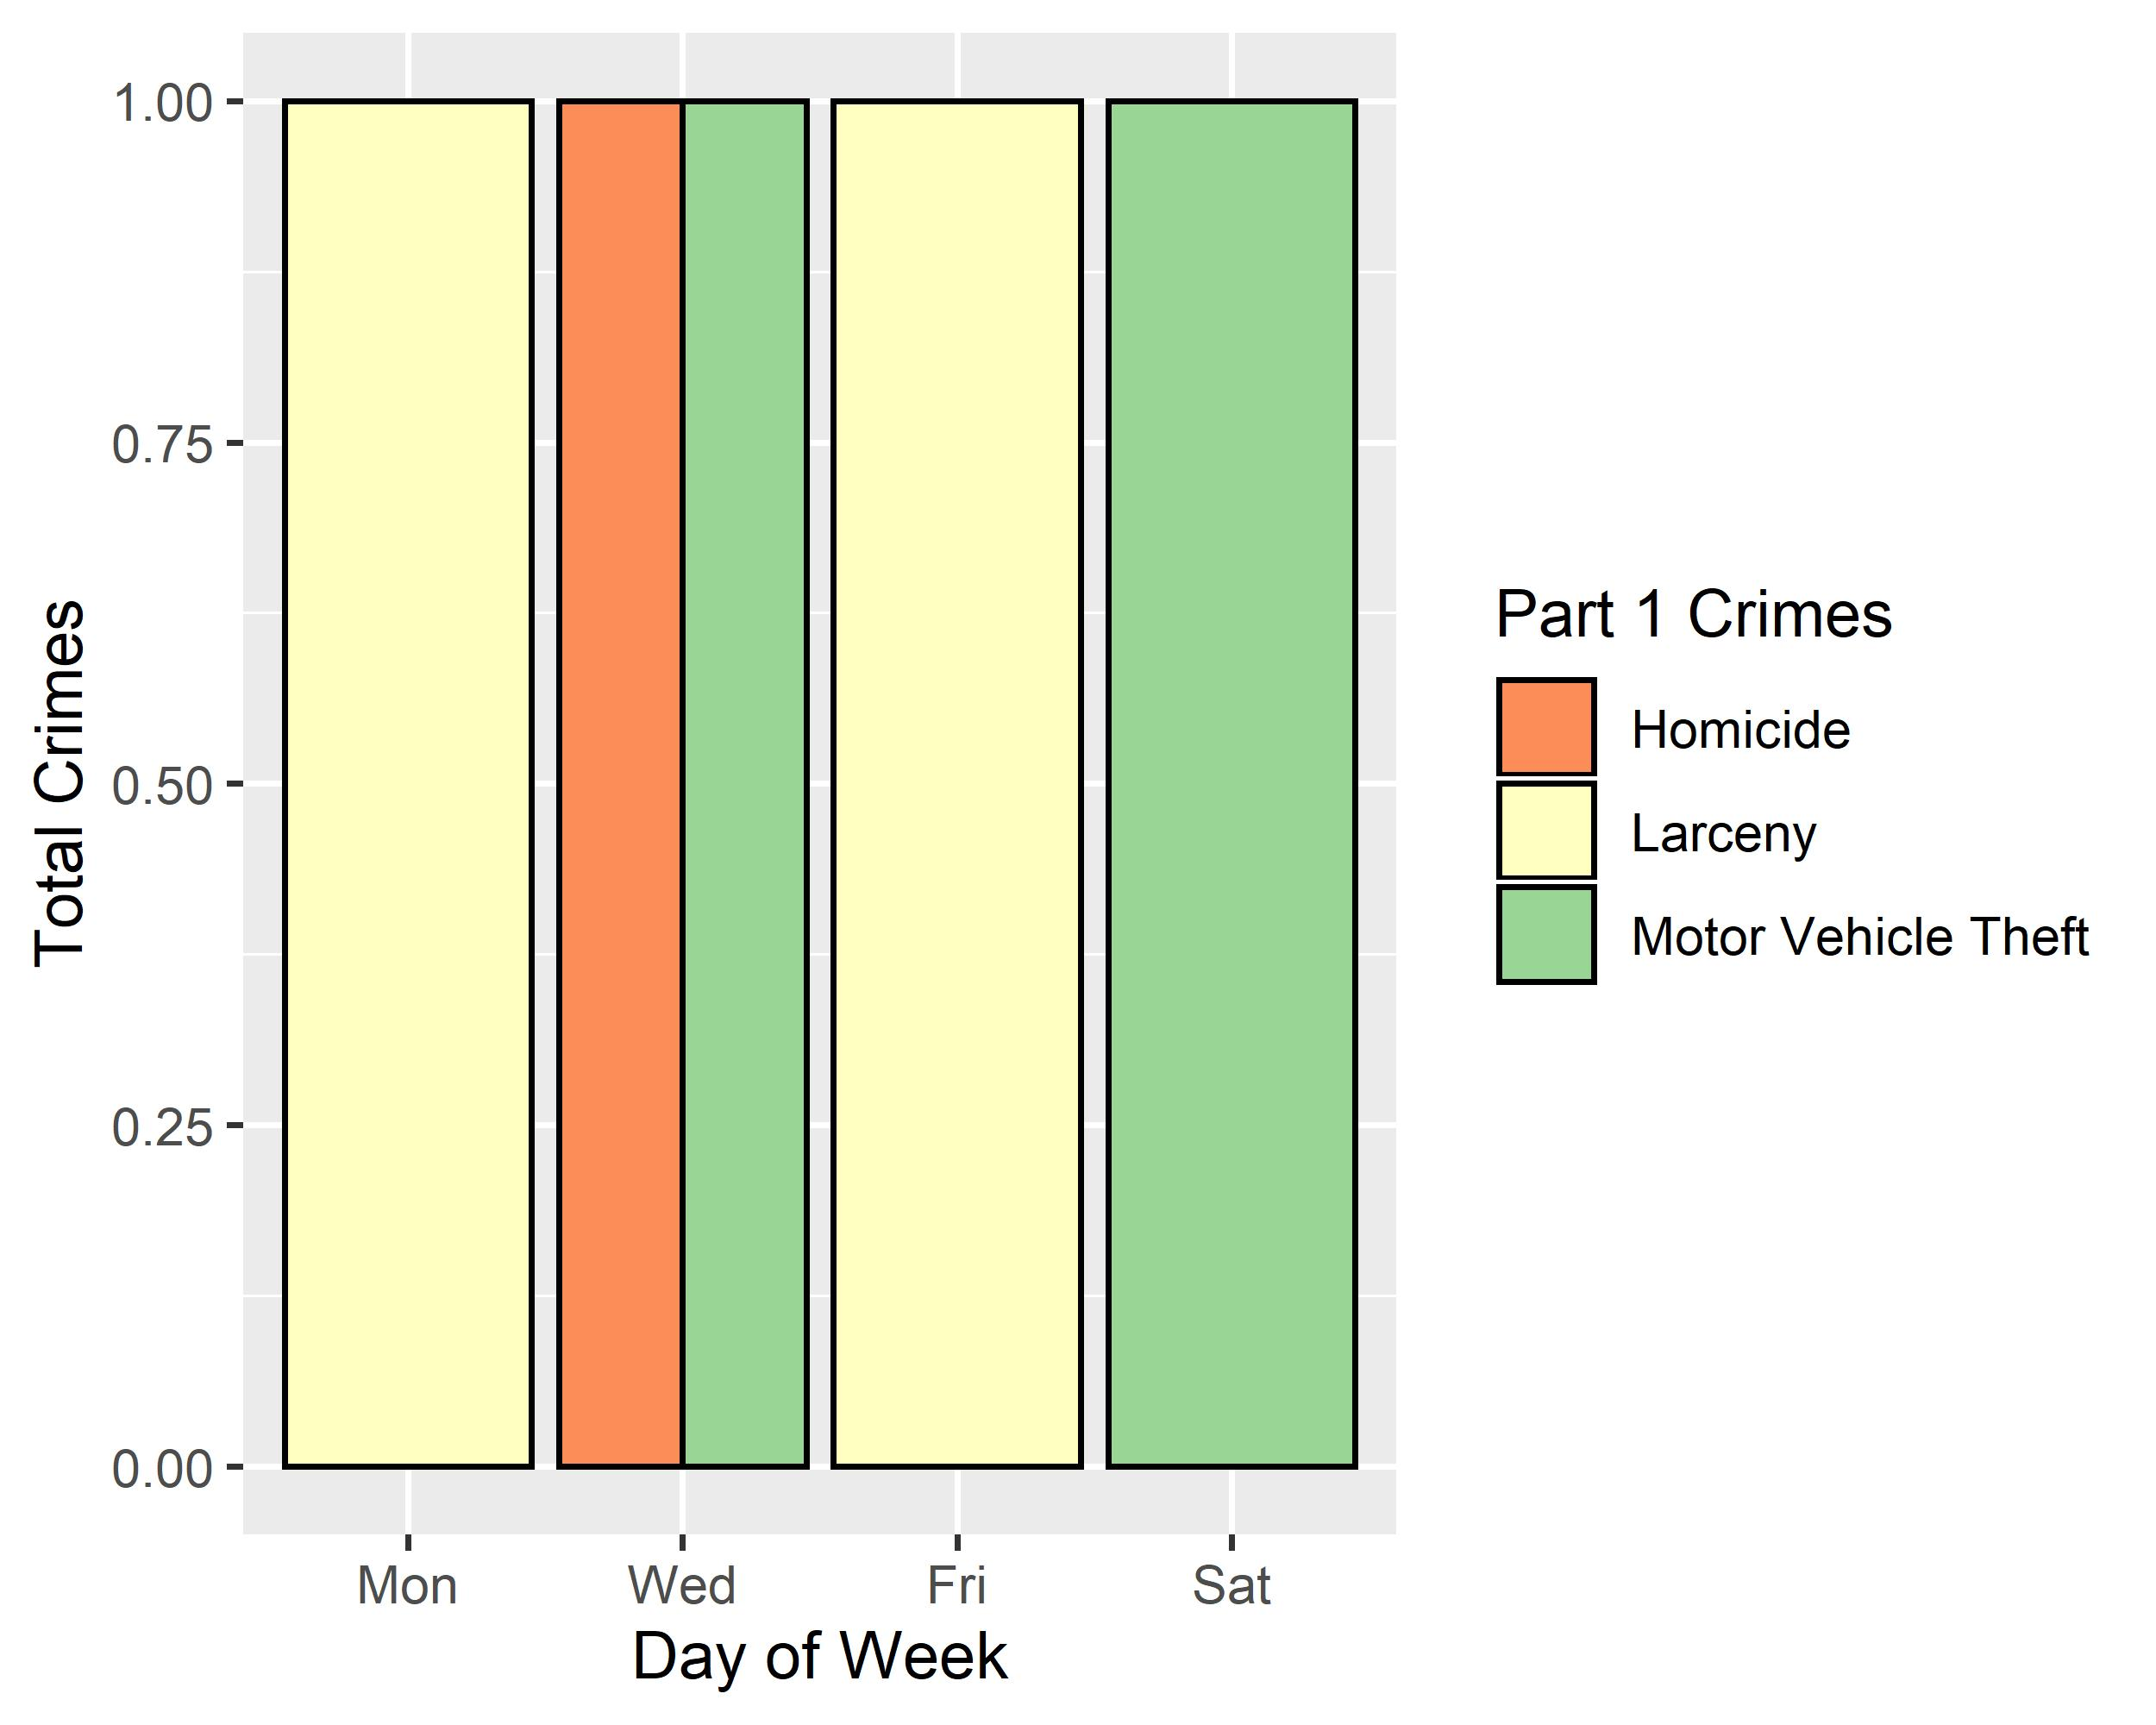 1.00
0.75
0.50
0.25
0.00
Total Crimes
Mon Wed Fri Sat
Day of Week
Part 1 Crimes
Homicide
Larceny
Motor Vehicle Theft